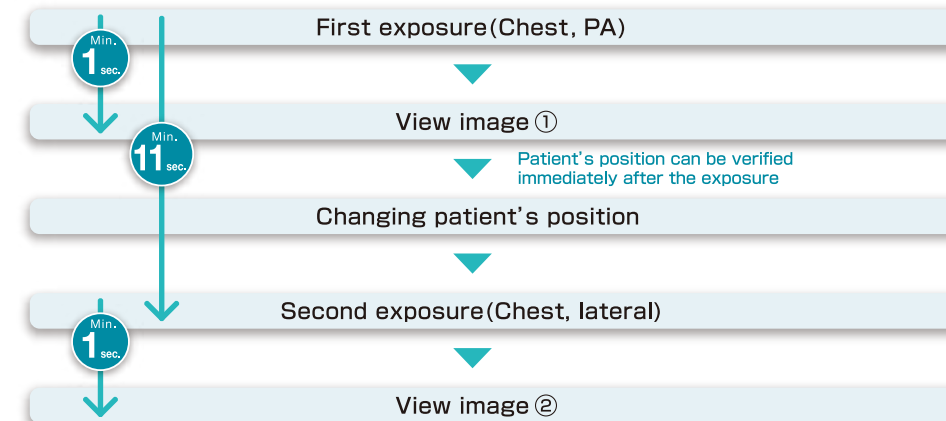 First exposure(Chest, PA)
Min.
1 sec.
View image ①
Min.
11 sec.
Patient's position can be verified
immediately after the exposure
Changing patient's position
Second exposure(Chest, lateral)
Min.
1 sec.
View image ②